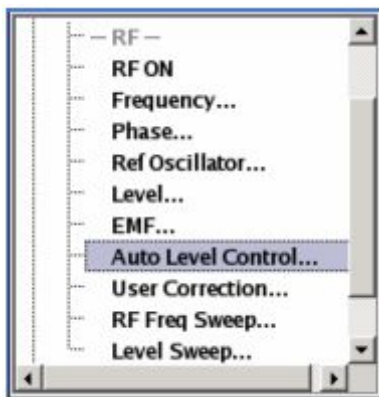 — RF —
RF ON
Frequency...
Phase...
Ref Oscillator...
Level...
EMF...
Auto Level Control...
User Correction...
RF Freq Sweep...
Level Sweep...